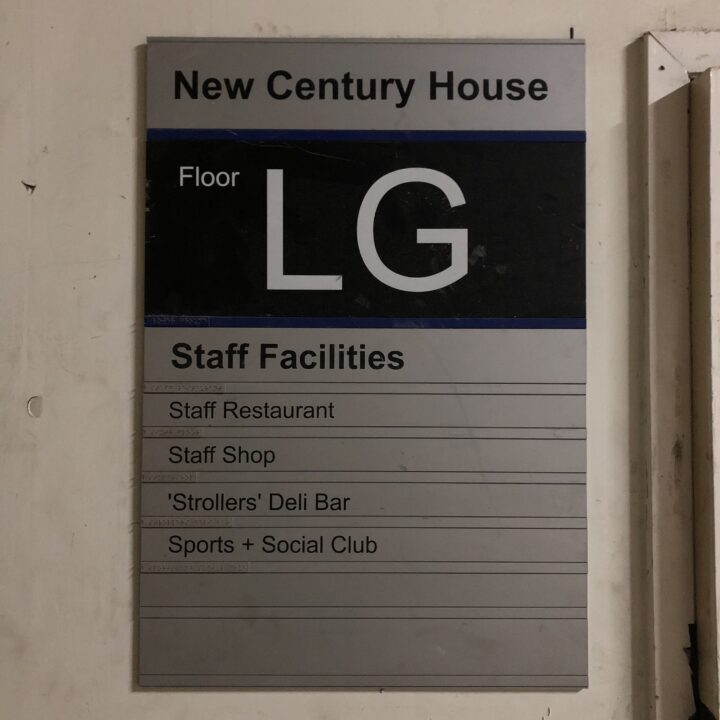 New Century House
Floor
LG
Staff Facilities
Staff Restaurant
Staff Shop
'Strollers' Deli Bar
Sports + Social Club